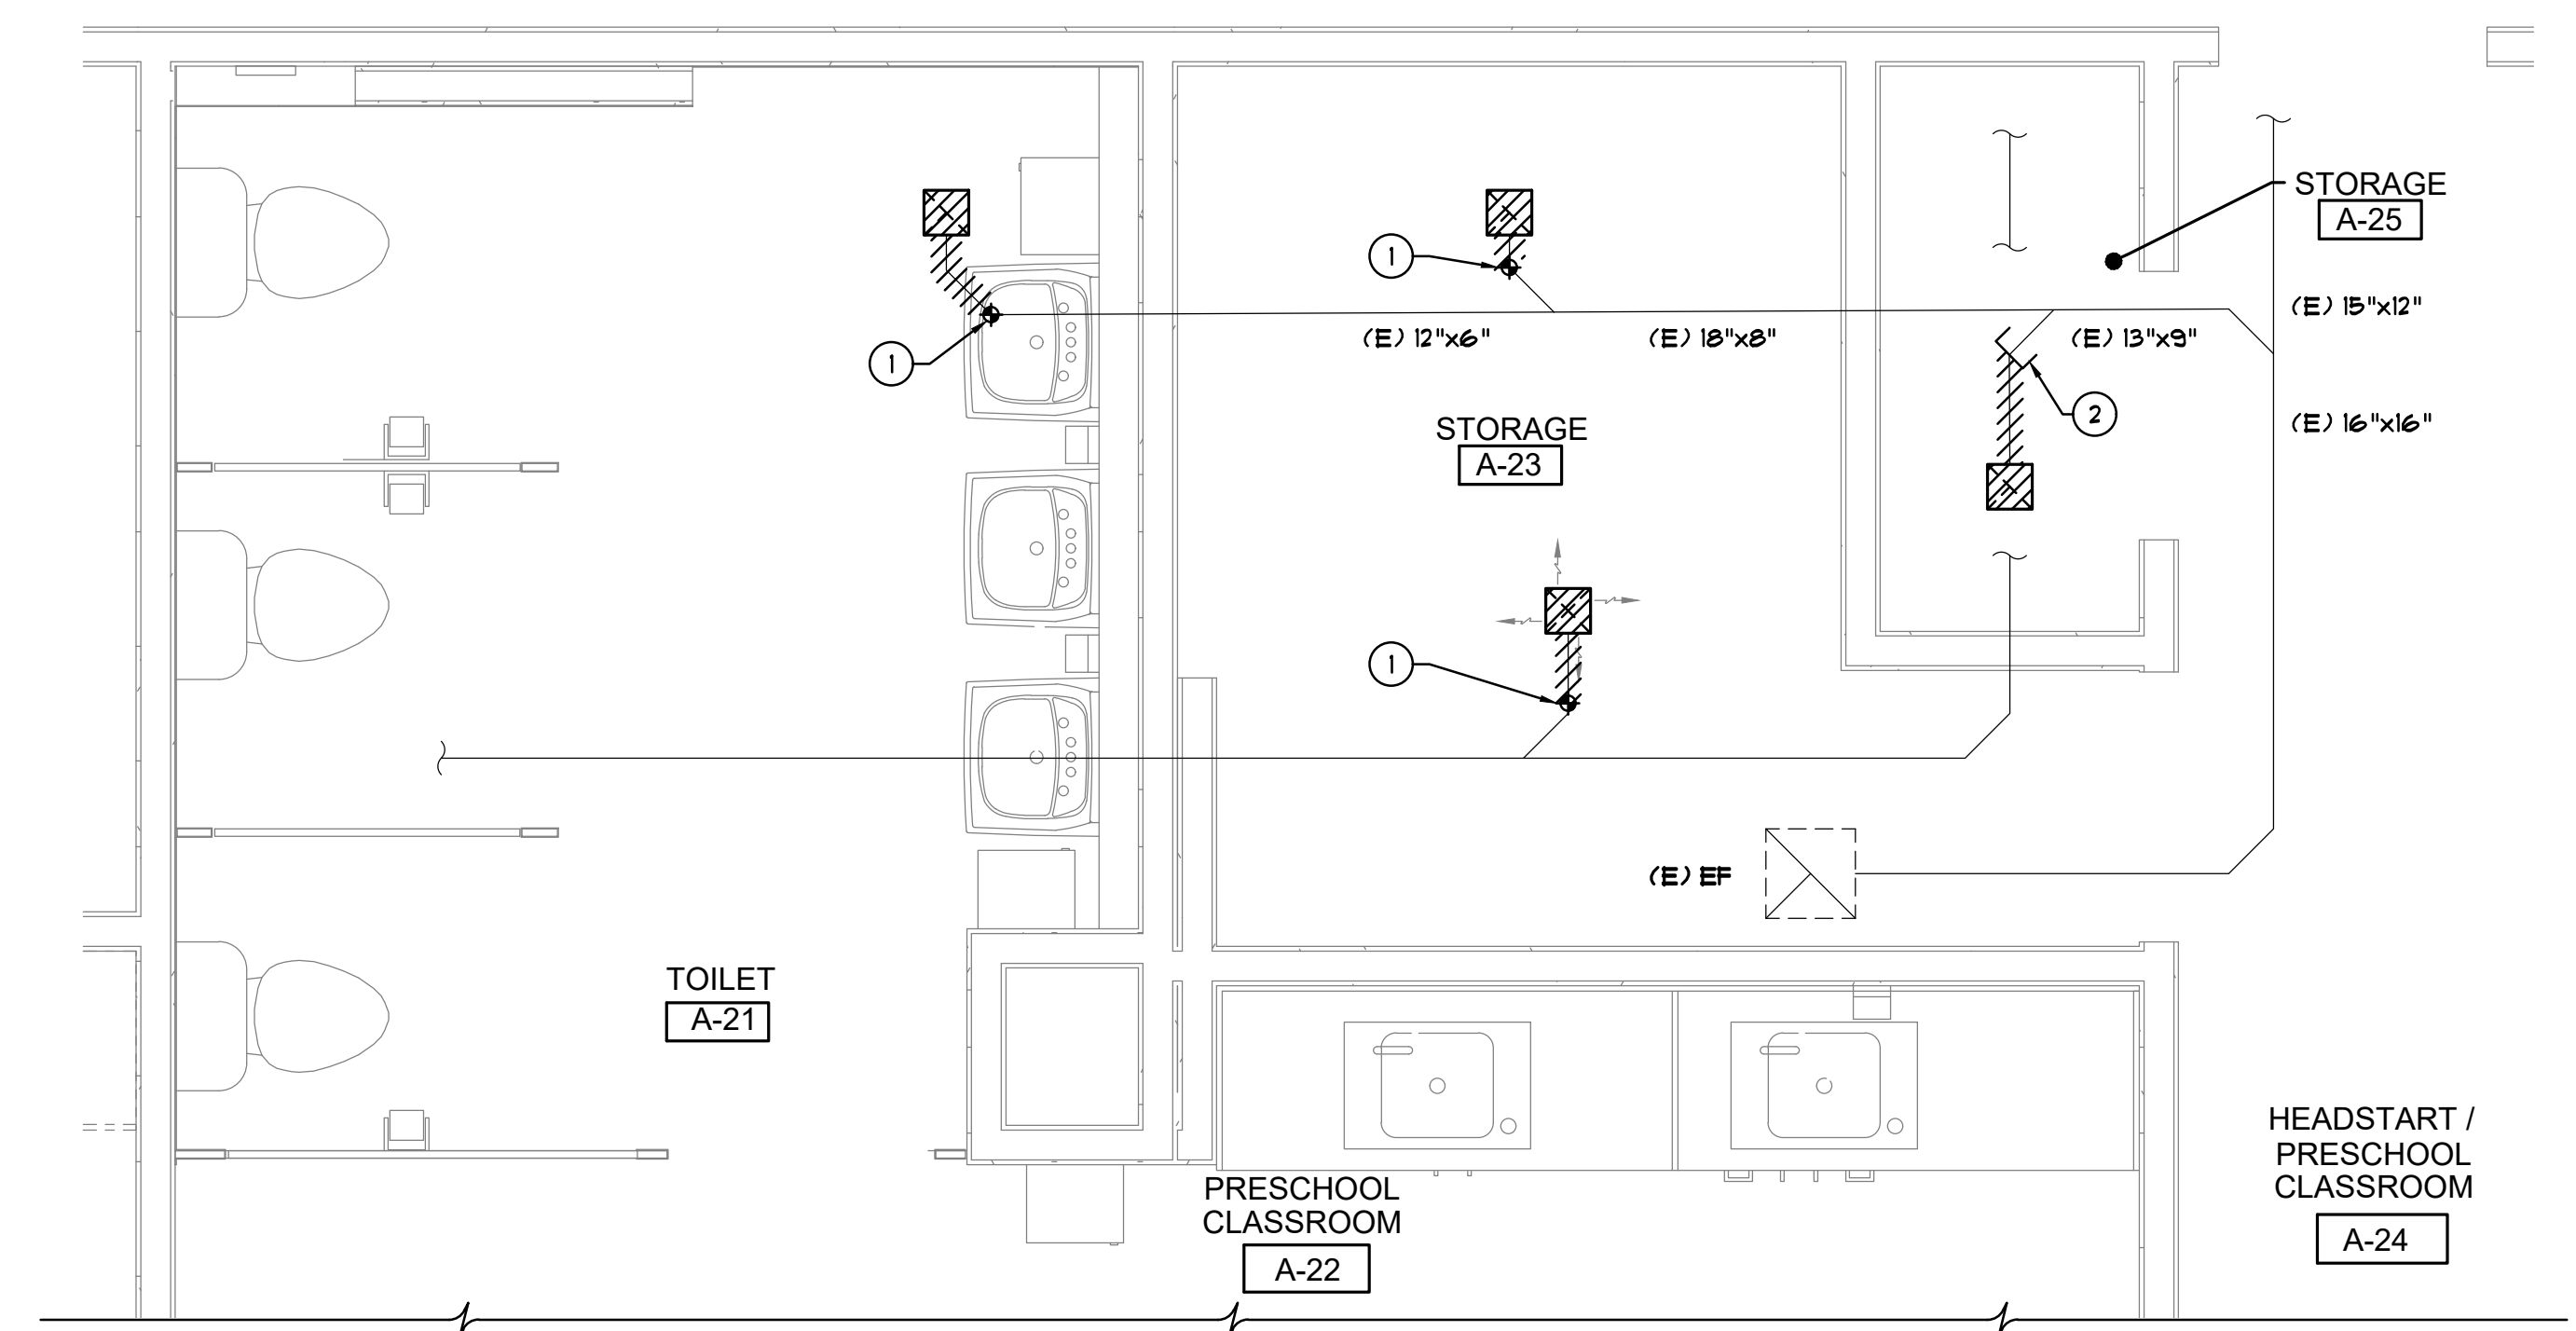 STORAGE
A-25
1
(E) 15"x12"
(E) 12"x6"
(E) 18"x8"
(E) 13"x9"
1
2
(E) 16"x16"
STORAGE
A-23
1
(E) EF
TOILET
A-21
HEADSTART /
PRESCHOOL
CLASSROOM
A-24
PRESCHOOL
CLASSROOM
A-22